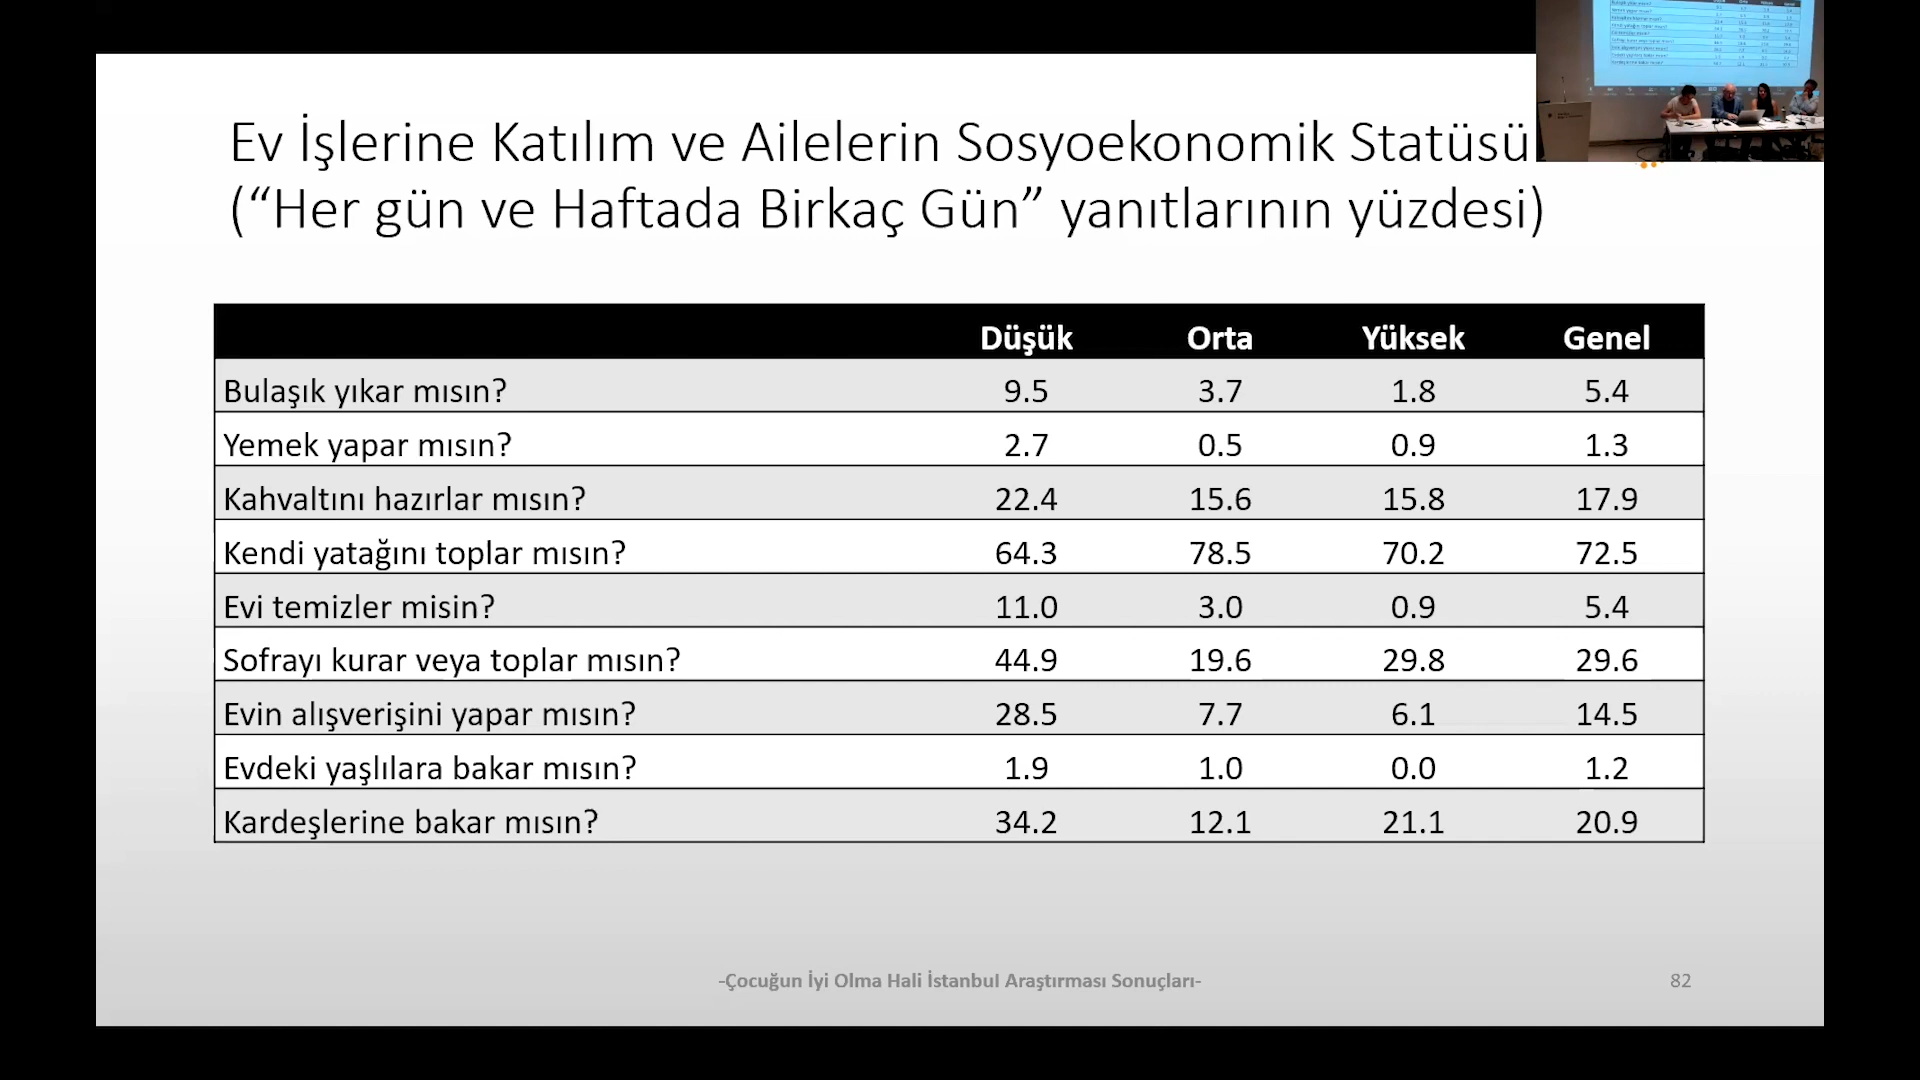 Ev İşlerine Katılım ve Ailelerin Sosyoekonomik Statüsü
(“Her gün ve Haftada Birkaç Gün” yanıtlarının yüzdesi)
Düşük Orta Yüksek Genel
Bulaşık yıkar mısın? 9.5 3.7 1.8 5.4
Yemek yapar mısın? 2.7 0.5 0.9 1.3
Kahvaltını hazırlar mısın? 22.4 15.6 15.8 17.9
Kendi yatağını toplar mısın? 64.3 78.5 70.2 72.5
Evi temizler misin? 11.0 3.0 0.9 5.4
Sofrayı kurar veya toplar mısın? 44.9 19.6 29.8 29.6
Evin alışverişini yapar mısın? 28.5 7.7 6.1 14.5
Evdeki yaşlılara bakar mısın? 1.9 1.0 0.0 1.2
Kardeşlerine bakar mısın? 34.2 12.1 21.1 20.9
-Çocuğun İyi Olma Hali İstanbul Araştırması Sonuçları-
82